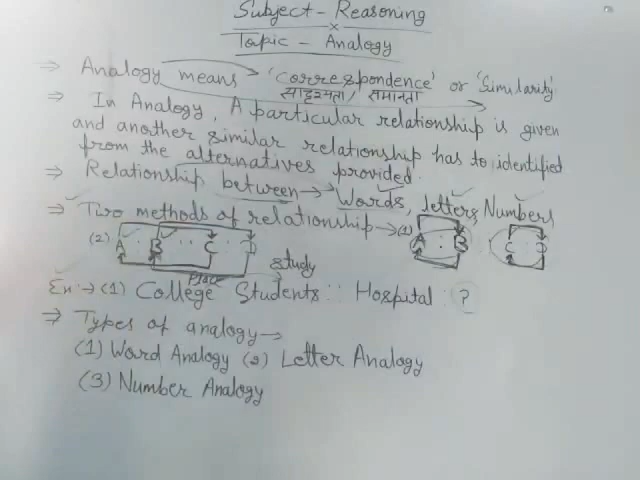 Subject - Reasoning
×
Topic - Analogy
⇒ Analogy means 'Correspondence' or 'Similarity'
सादृश्यता / समानता
⇒ In Analogy, A particular relationship is given
and another similar relationship has to identified
from the alternatives provided.
⇒ Relationship between → Words, letters, Numbers
⇒ Two methods of relationship → (1) A : B :: C : D
(2) A : B :: C : D
Place study
Ex:→ (1) College : Students :: Hospital : ?
⇒ Types of analogy →
(1) Word Analogy (2) Letter Analogy
(3) Number Analogy